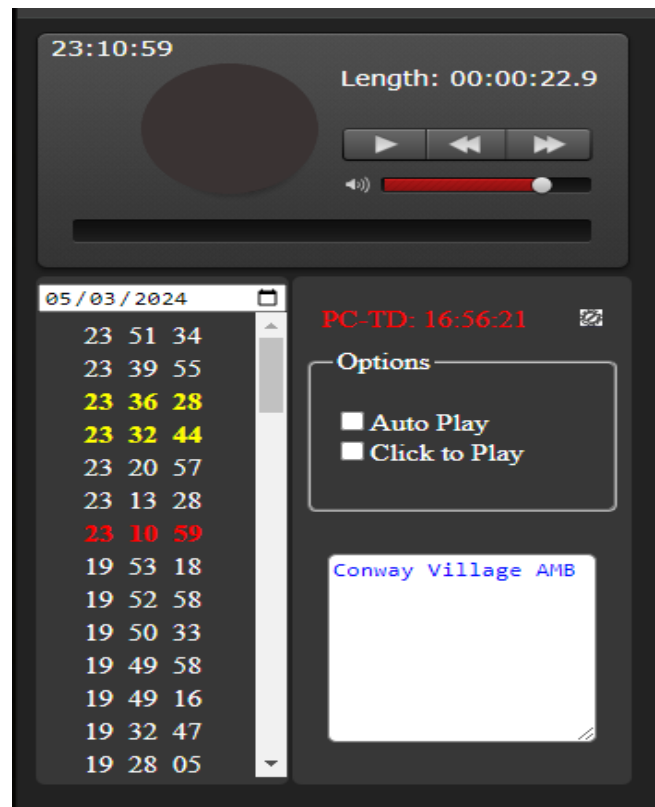 23:10:59
Length: 00:00:22.9
05/03/2024
23 51 34
23 39 55
23 36 28
23 32 44
23 20 57
23 13 28
23 10 59
19 53 18
19 52 58
19 50 33
19 49 58
19 49 16
19 32 47
19 28 05
PC-TD: 16:56:21
Options
Auto Play
Click to Play
Conway Village AMB